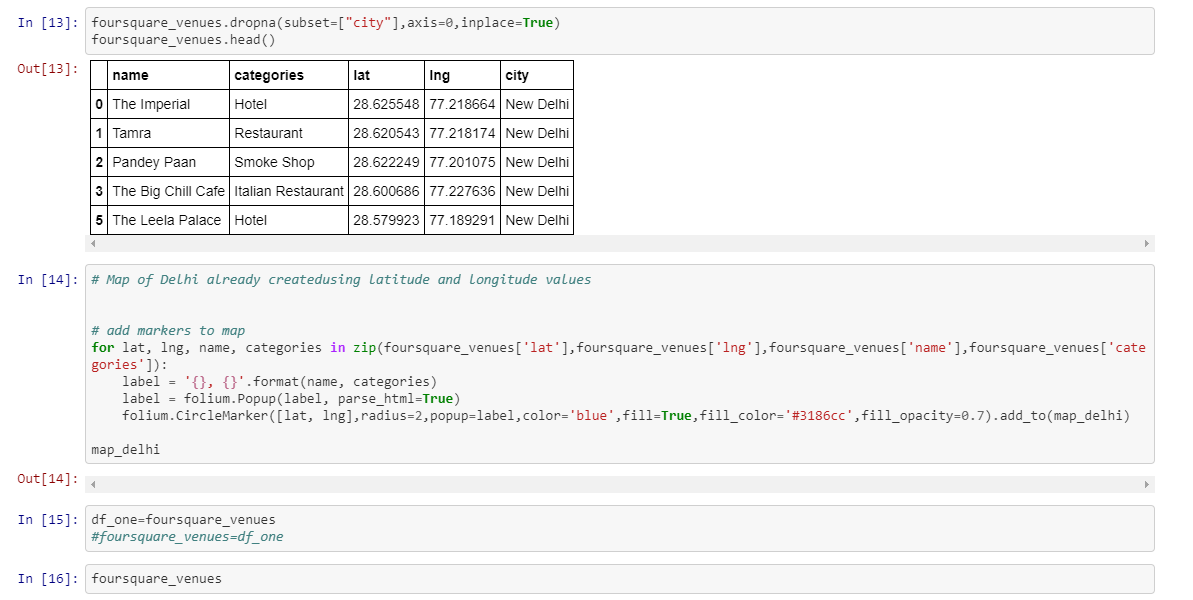 In [13]: foursquare_venues.dropna(subset=["city"],axis=0,inplace=True)
foursquare_venues.head()
Out[13]:
name categories lat lng city
0 The Imperial Hotel 28.625548 77.218664 New Delhi
1 Tamra Restaurant 28.620543 77.218174 New Delhi
2 Pandey Paan Smoke Shop 28.622249 77.201075 New Delhi
3 The Big Chill Cafe Italian Restaurant 28.600686 77.227636 New Delhi
5 The Leela Palace Hotel 28.579923 77.189291 New Delhi
In [14]: # Map of Delhi already createdusing latitude and longitude values
# add markers to map
for lat, lng, name, categories in zip(foursquare_venues['lat'],foursquare_venues['lng'],foursquare_venues['name'],foursquare_venues['cate
gories']):
    label = '{}, {}'.format(name, categories)
    label = folium.Popup(label, parse_html=True)
    folium.CircleMarker([lat, lng],radius=2,popup=label,color='blue',fill=True,fill_color='#3186cc',fill_opacity=0.7).add_to(map_delhi)
map_delhi
Out[14]:
In [15]: df_one=foursquare_venues
#foursquare_venues=df_one
In [16]: foursquare_venues